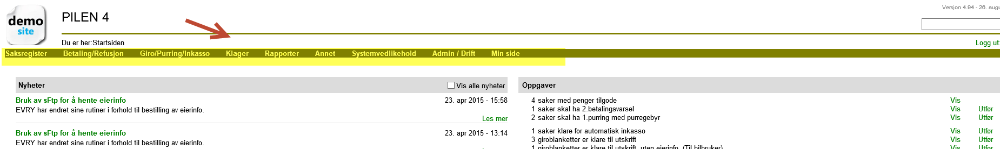 Versjon 4.94 - 26. augu
demo
site
PILEN 4
Du er her:Startsiden
Logg ut:
Saksregister Betaling/Refusjon Giro/Purring/Inkasso Klager Rapporter Annet Systemvedlikehold Admin / Drift Min side
Nyheter Vis alle nyheter
Bruk av sFtp for å hente eierinfo 23. apr 2015 - 15:58
EVRY har endret sine rutiner i forhold til bestilling av eierinfo.
Les mer
Bruk av sFtp for å hente eierinfo 23. apr 2015 - 13:14
EVRY har endret sine rutiner i forhold til bestilling av eierinfo.
Oppgaver
4 saker med penger tilgode Vis
1 saker skal ha 2.betalingsvarsel Vis Utfør
2 saker skal ha 1.purring med purregebyr Vis Utfør
1 saker klare for automatisk inkasso Vis Utfør
3 giroblanketter er klare til utskrift Vis Utfør
1 giroblanketter er klare til utskrift, uten eierinfo. (Til bilbruker) Vis Utfør